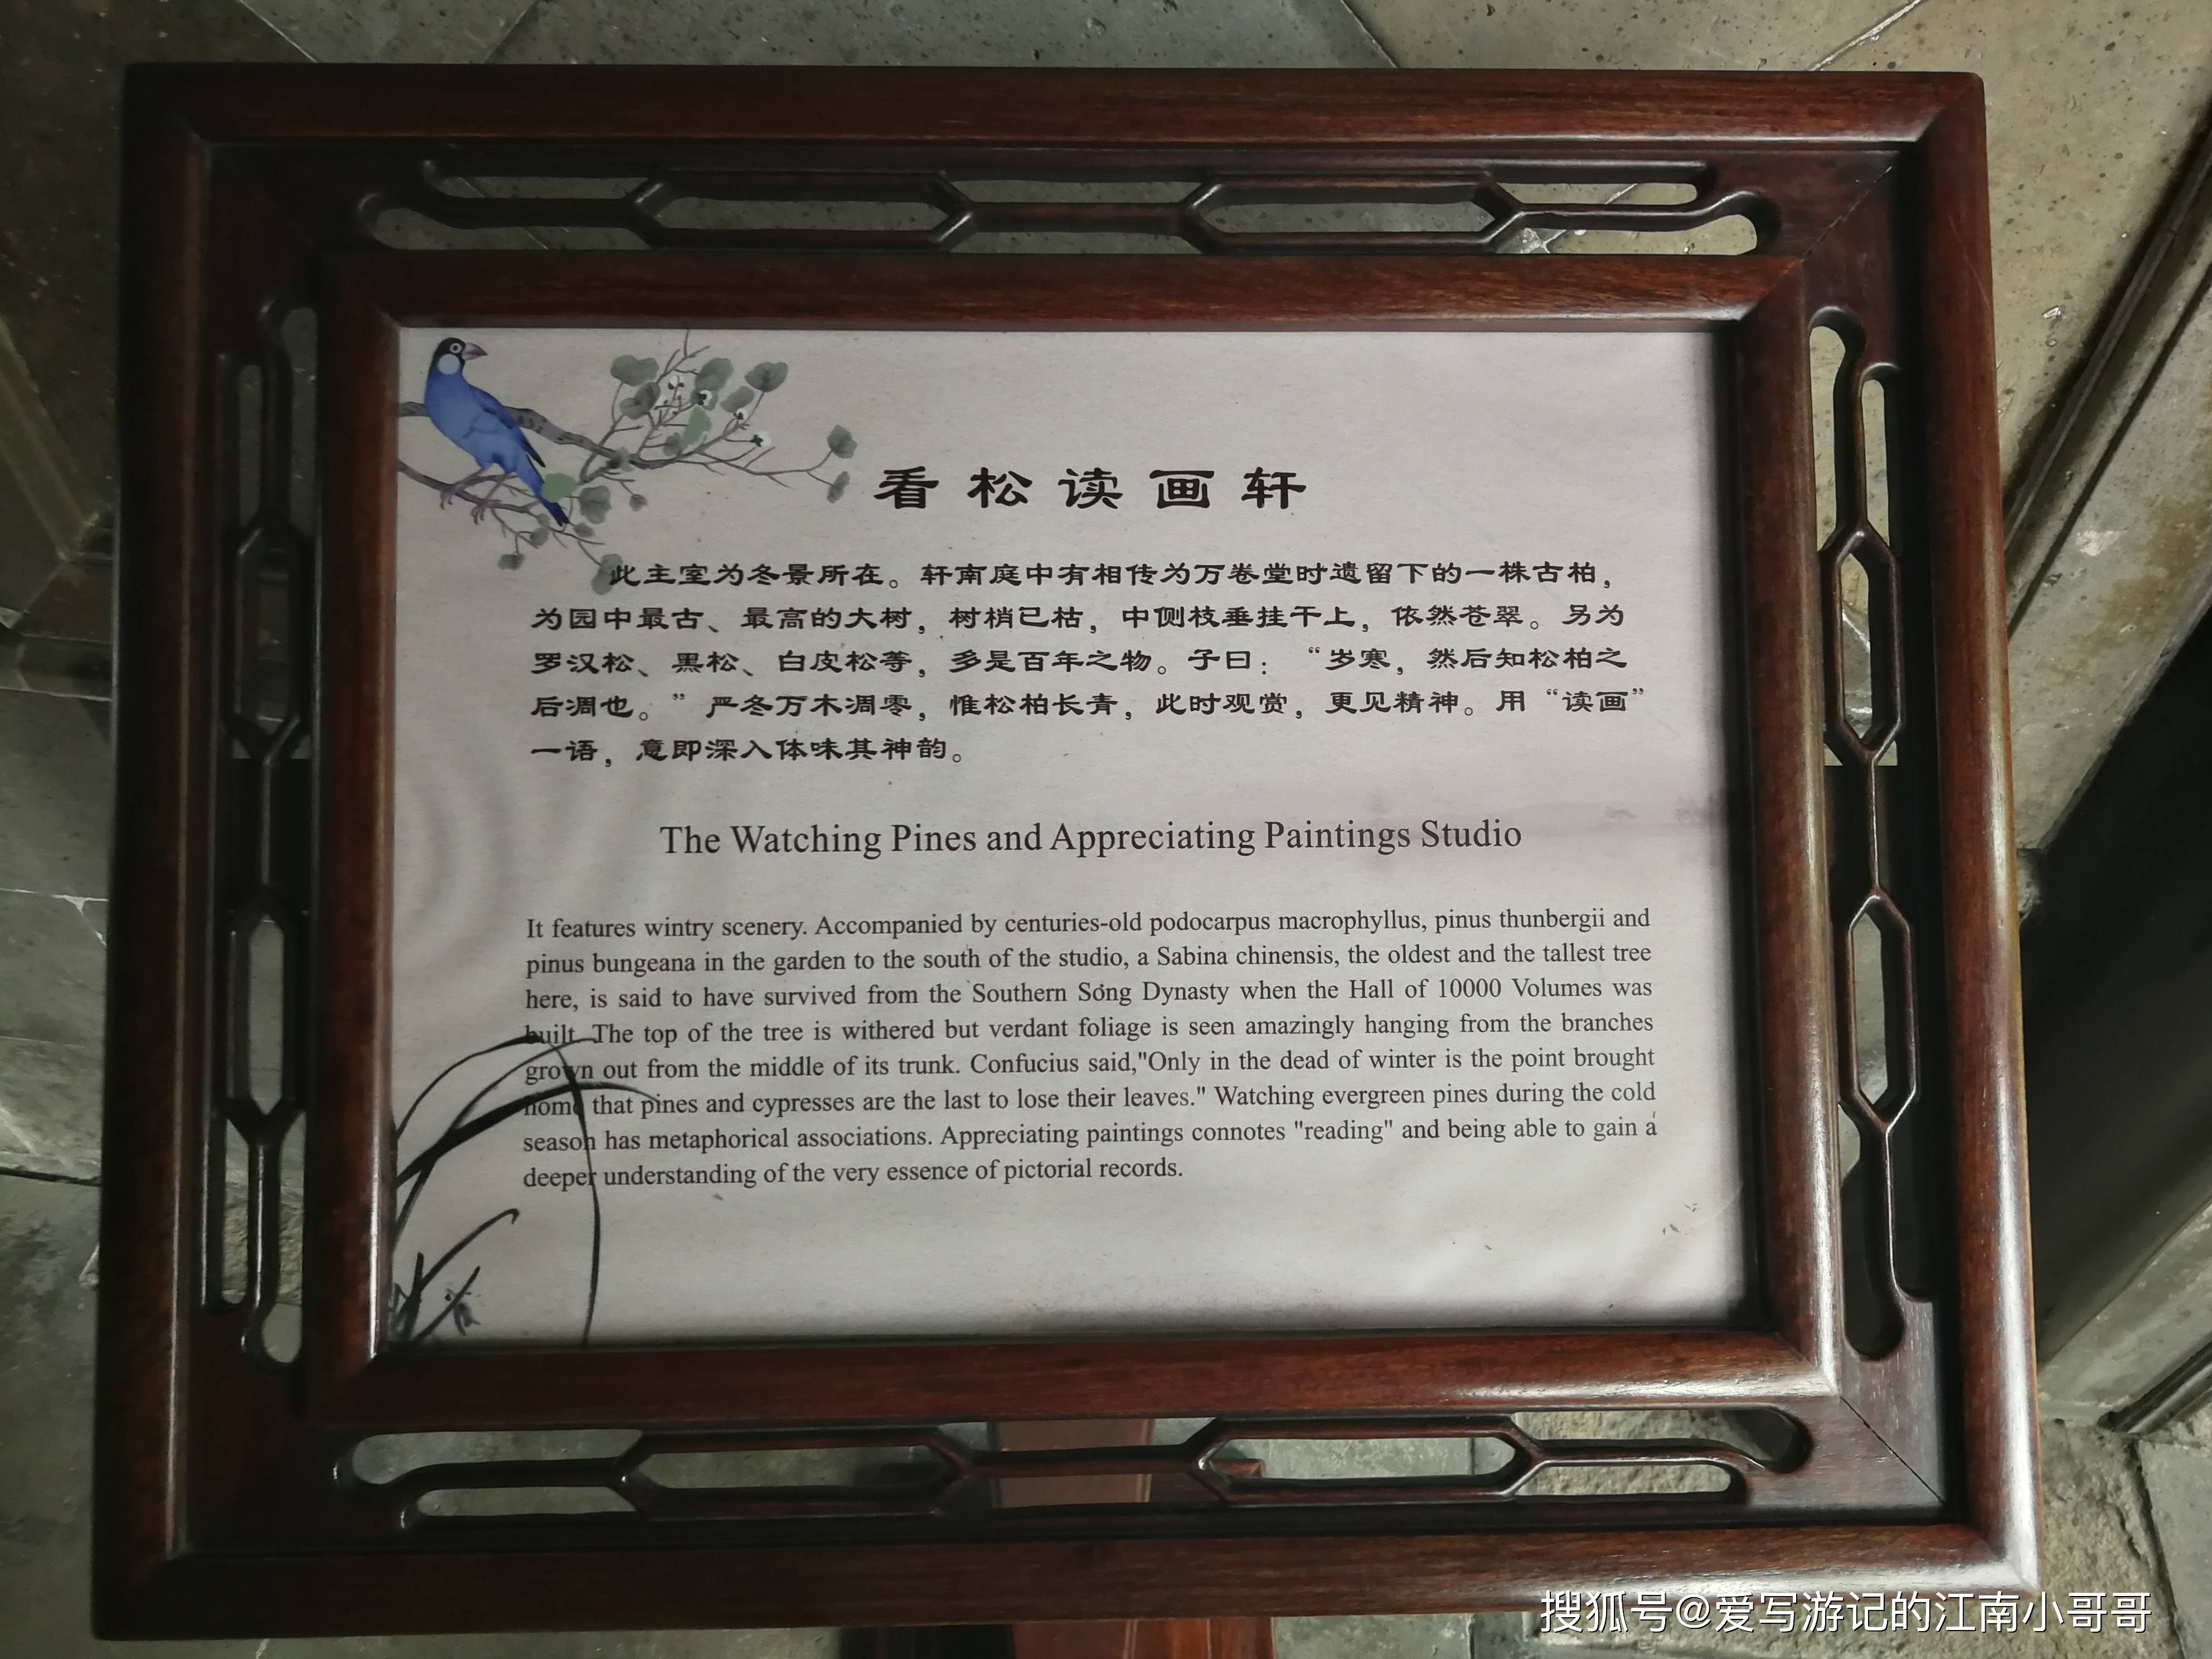 看松读画轩
此主室为冬景所在。轩南庭中有相传为万卷堂时遗留下的一株古柏，
为园中最古、最高的大树，树梢已枯，中侧枝垂挂干上，依然苍翠。另为
罗汉松、黑松、白皮松等，多是百年之物。子曰：“岁寒，然后知松柏之
后凋也。”严冬万木凋零，惟松柏长青，此时观赏，更见精神。用“读画”
一语，意即深入体味其神韵。
The Watching Pines and Appreciating Paintings Studio
It features wintry scenery. Accompanied by centuries-old podocarpus macrophyllus, pinus thunbergii and
pinus bungeana in the garden to the south of the studio, a Sabina chinensis, the oldest and the tallest tree
here, is said to have survived from the Southern Song Dynasty when the Hall of 10000 Volumes was
built. The top of the tree is withered but verdant foliage is seen amazingly hanging from the branches
grown out from the middle of its trunk. Confucius said,"Only in the dead of winter is the point brought
home that pines and cypresses are the last to lose their leaves." Watching evergreen pines during the cold
season has metaphorical associations. Appreciating paintings connotes "reading" and being able to gain a
deeper understanding of the very essence of pictorial records.
搜狐号@爱写游记的江南小哥哥